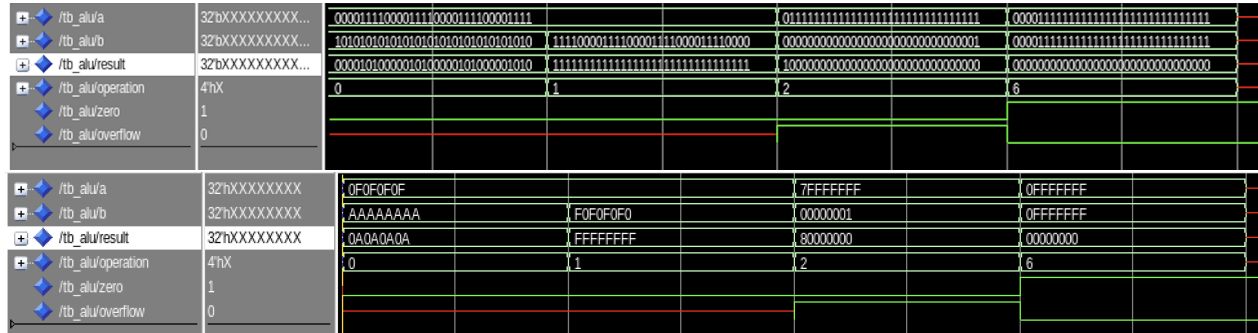 /tb_alu/a 32'bXXXXXXXXX... 00001111000011110000111100001111 01111111111111111111111111111111 00001111111111111111111111111111
/tb_alu/b 32'bXXXXXXXXX... 10101010101010101010101010101010 11110000111100001111000011110000 00000000000000000000000000000001 00001111111111111111111111111111
/tb_alu/result 32'bXXXXXXXXX... 00001010000010100000101000001010 11111111111111111111111111111111 10000000000000000000000000000000 00000000000000000000000000000000
/tb_alu/operation 4'hX 0 1 2 6
/tb_alu/zero 1
/tb_alu/overflow 0
/tb_alu/a 32'hXXXXXXXX 0F0F0F0F 7FFFFFFF 0FFFFFFF
/tb_alu/b 32'hXXXXXXXX AAAAAAAA F0F0F0F0 00000001 0FFFFFFF
/tb_alu/result 32'hXXXXXXXX 0A0A0A0A FFFFFFFF 80000000 00000000
/tb_alu/operation 4'hX 0 1 2 6
/tb_alu/zero 1
/tb_alu/overflow 0